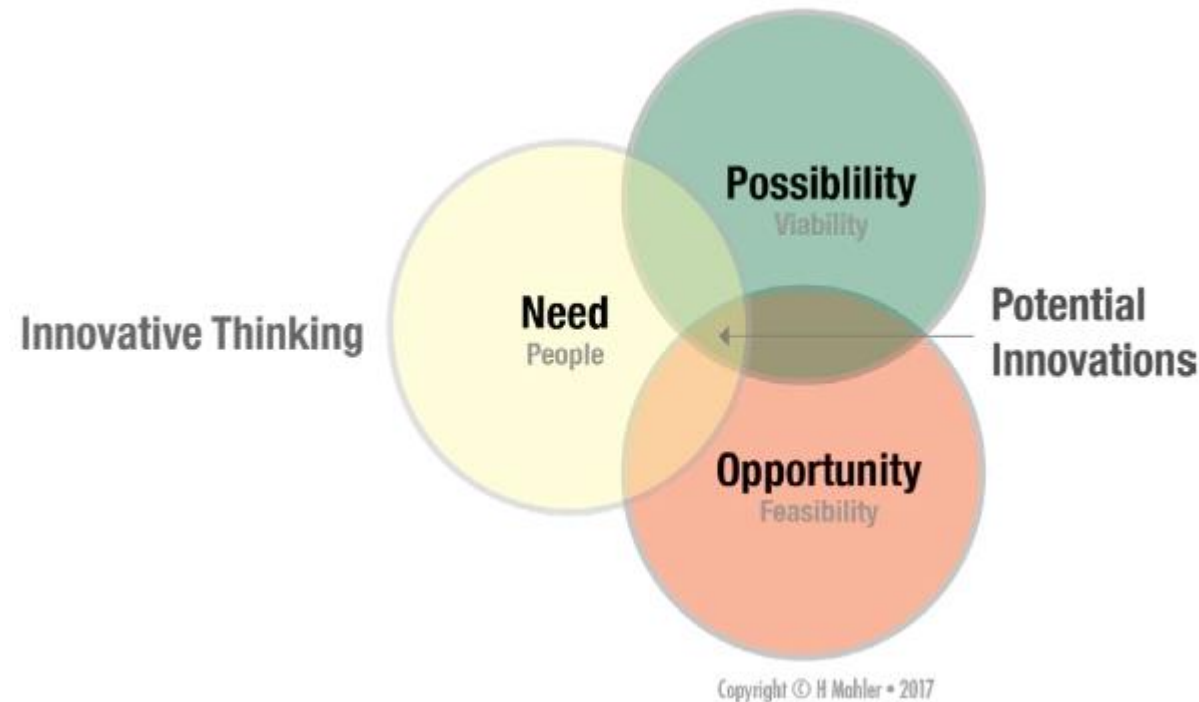 Possiblility
Viability
Need
People
Innovative Thinking
Potential
Innovations
Opportunity
Feasibility
Copyright © H Mahler • 2017